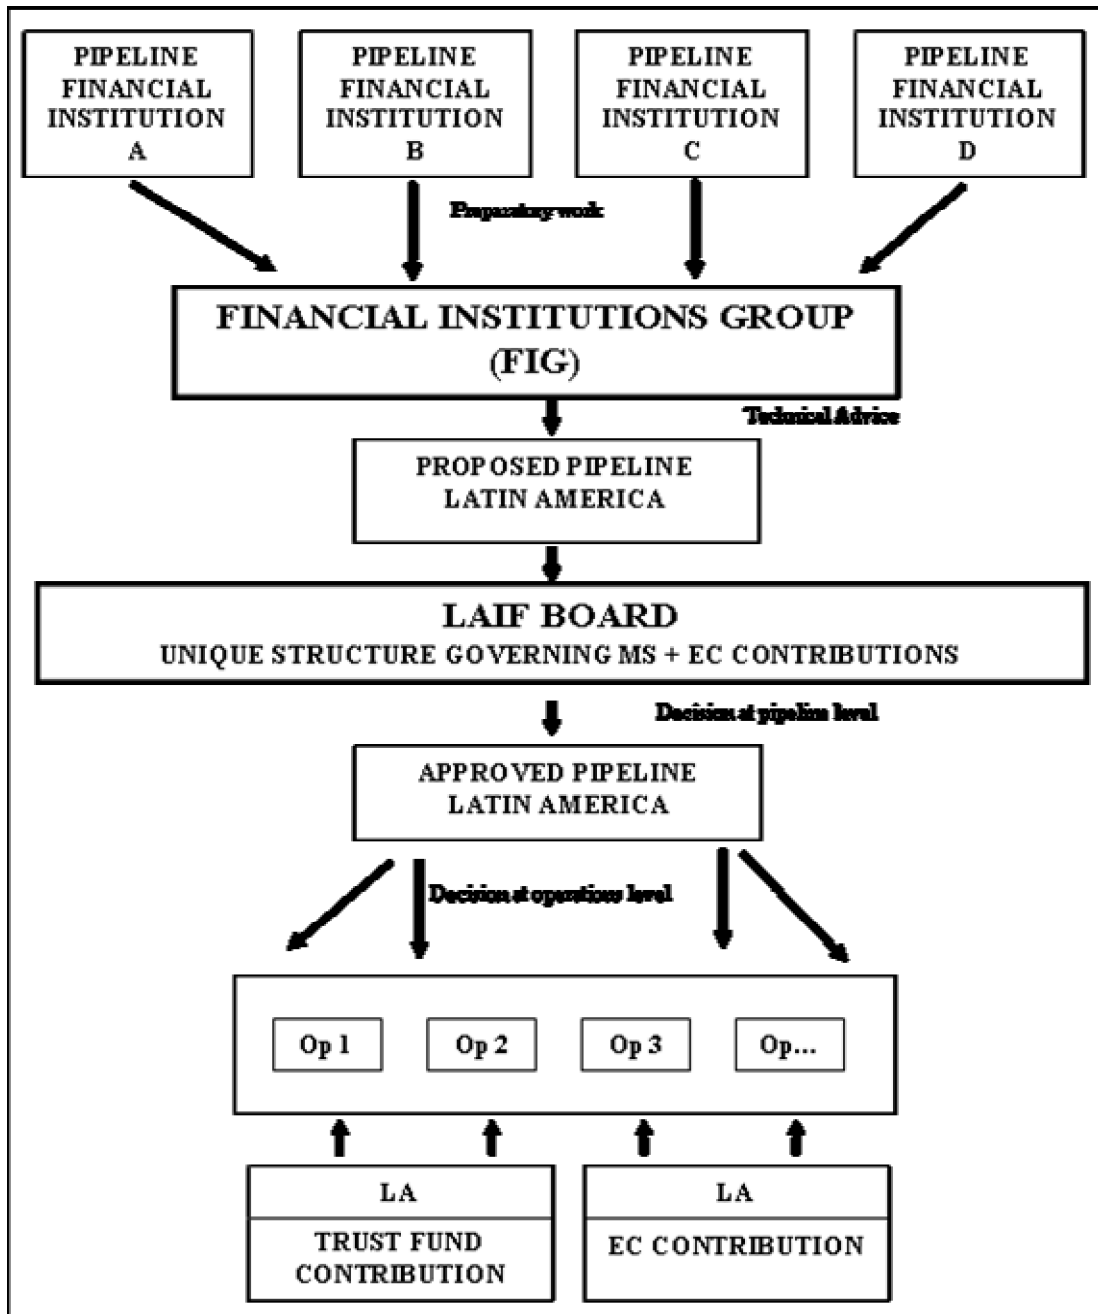 PIPELINE
FINANCIAL
INSTITUTION
A
PIPELINE
FINANCIAL
INSTITUTION
B
PIPELINE
FINANCIAL
INSTITUTION
C
PIPELINE
FINANCIAL
INSTITUTION
D
Preparatory work
FINANCIAL INSTITUTIONS GROUP
(FIG)
Technical Advice
PROPOSED PIPELINE
LATIN AMERICA
LAIF BOARD
UNIQUE STRUCTURE GOVERNING MS + EC CONTRIBUTIONS
Decision at pipeline level
APPROVED PIPELINE
LATIN AMERICA
Decision at operations level
Op 1
Op 2
Op 3
Op...
LA
TRUST FUND
CONTRIBUTION
LA
EC CONTRIBUTION